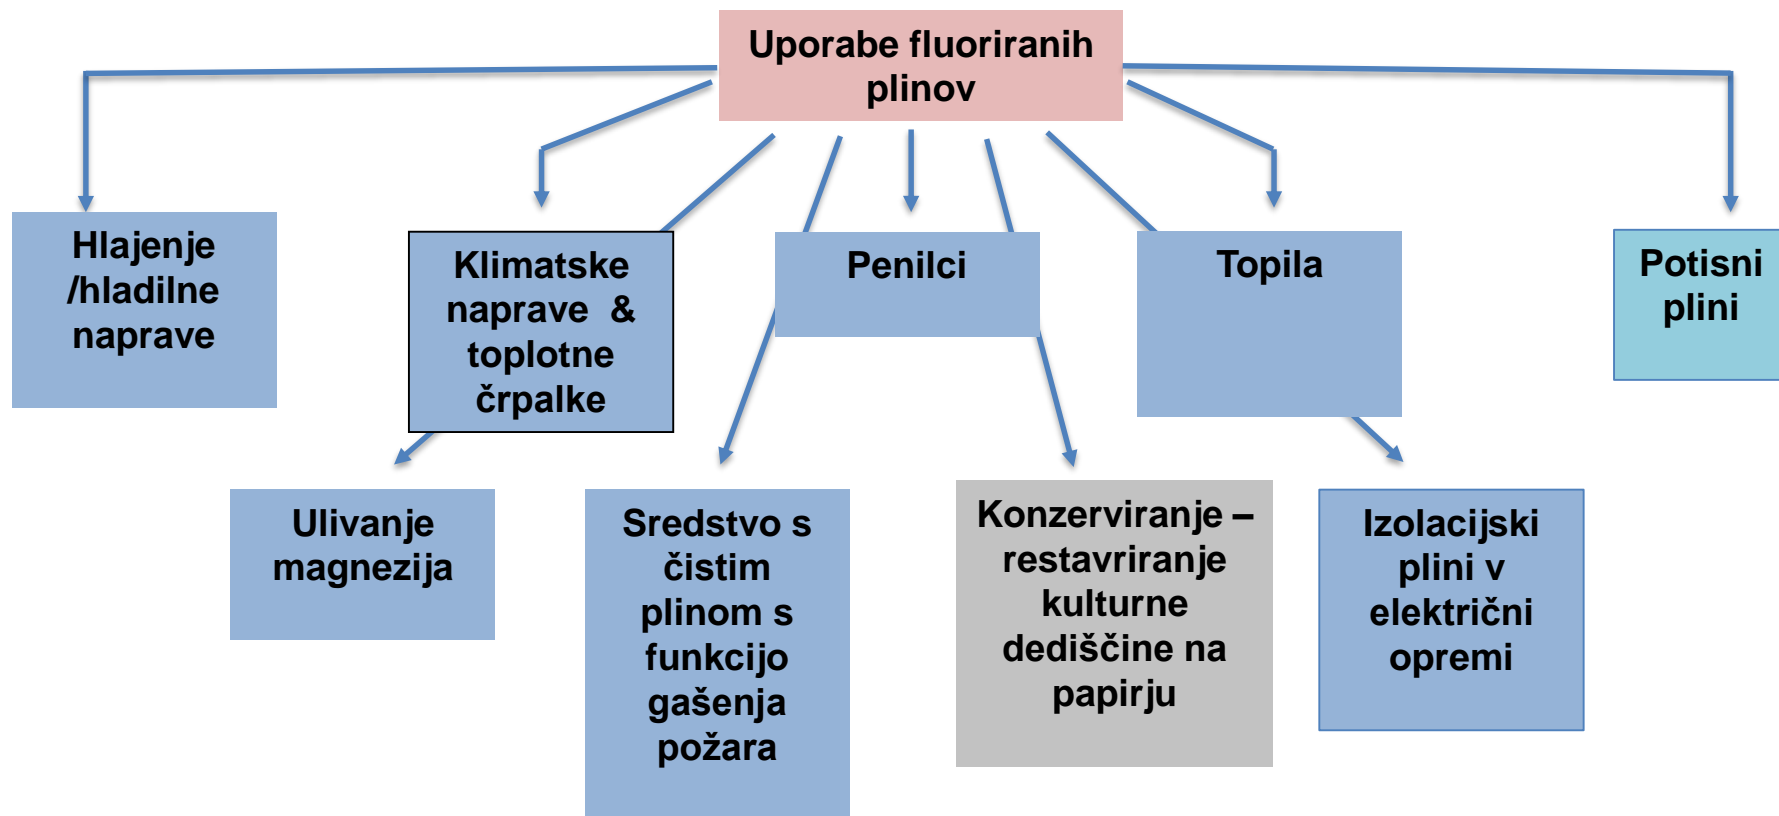 Uporabe fluoriranih
plinov
Hlajenje
/hladilne
naprave
Klimatske
naprave & 
toplotne
črpalke
Penilci
Topila
Potisni
plini
Ulivanje
magnezija
Sredstvo s
čistim
plinom s
funkcijo
gašenja
požara
Konzerviranje –
restavriranje
kulturne
dediščine na
papirju
Izolacijski
plini v
električni
opremi